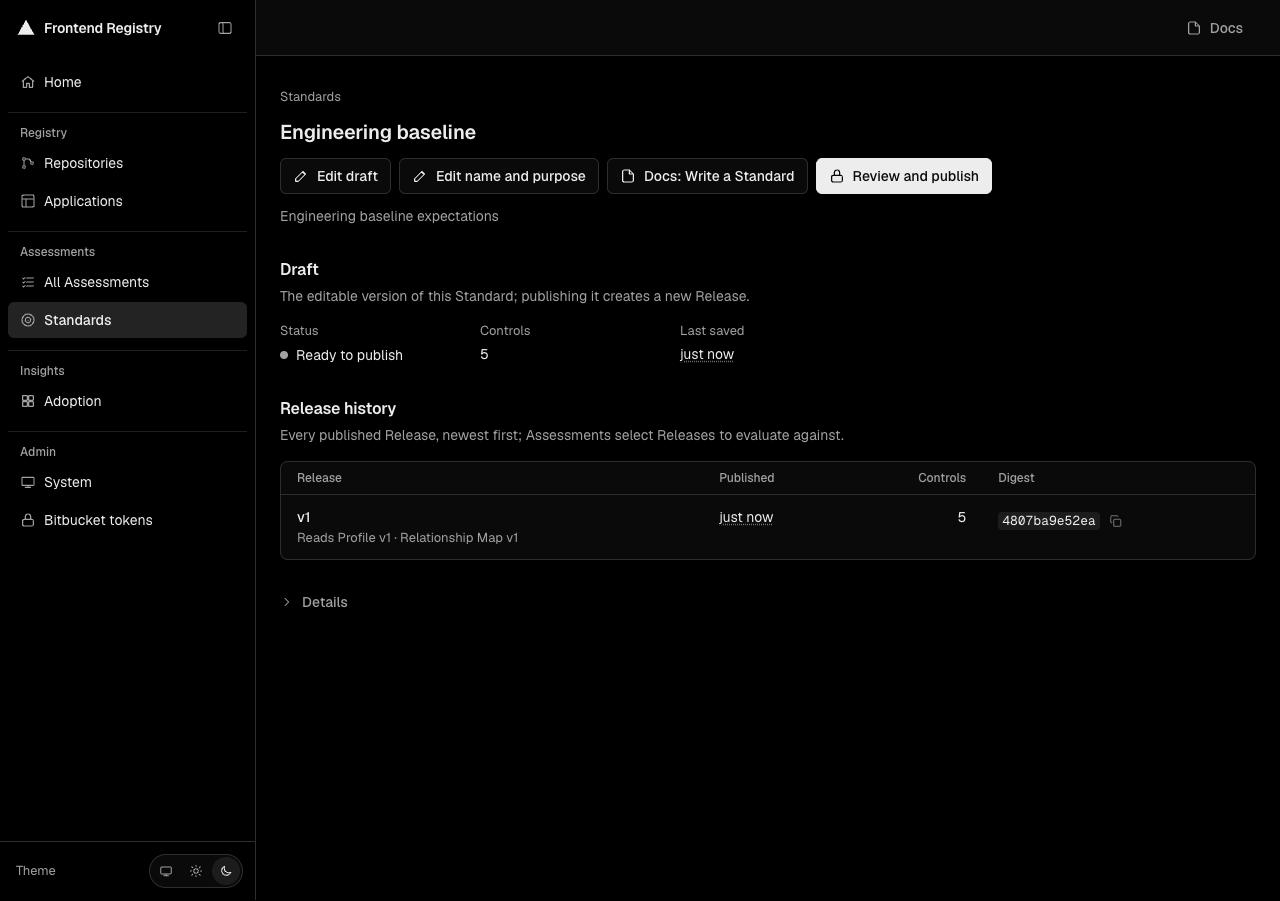 Frontend Registry
Docs
Home
Registry
Repositories
Applications
Assessments
All Assessments
Standards
Insights
Adoption
Admin
System
Bitbucket tokens
Theme
Standards
Engineering baseline
Edit draft
Edit name and purpose
Docs: Write a Standard
Review and publish
Engineering baseline expectations
Draft
The editable version of this Standard; publishing it creates a new Release.
Status Controls Last saved
Ready to publish 5 just now
Release history
Every published Release, newest first; Assessments select Releases to evaluate against.
Release Published Controls Digest
v1 just now 5 4807ba9e52ea
Reads Profile v1 · Relationship Map v1
Details